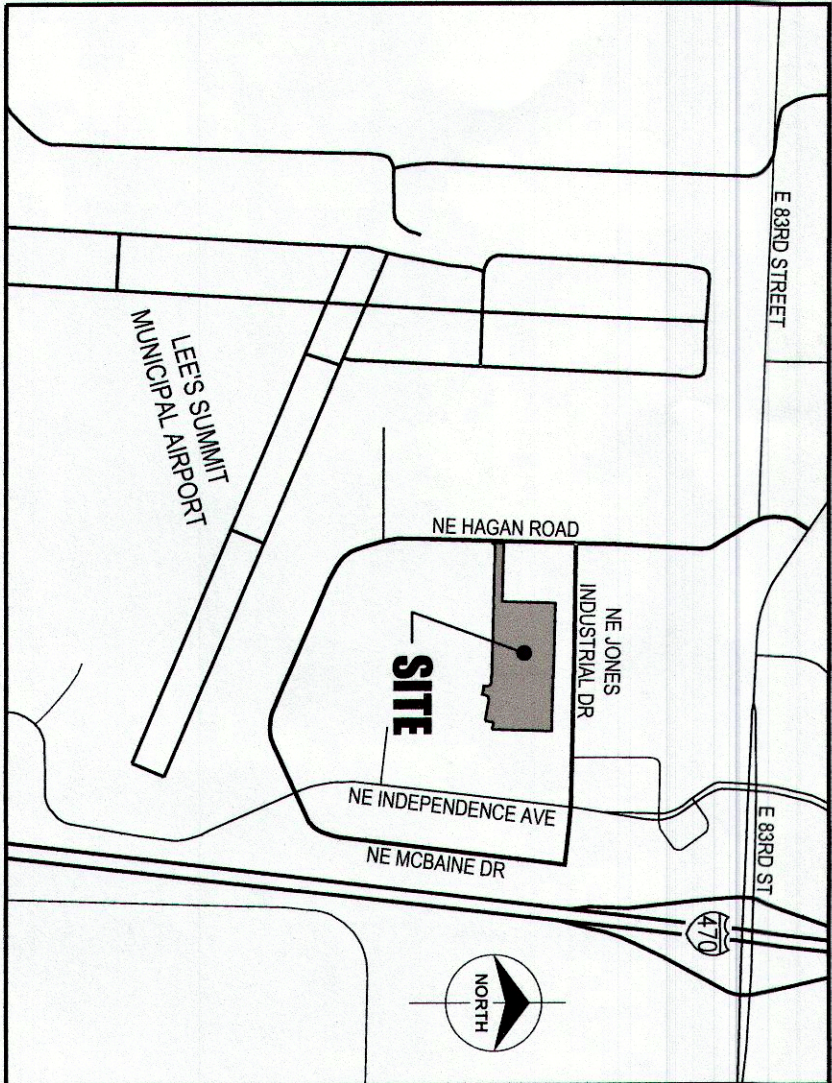 E 83RD STREET
LEE'S SUMMIT
MUNICIPAL AIRPORT
NE HAGAN ROAD
NE JONES
INDUSTRIAL DR
SITE
NE INDEPENDENCE AVE
NE MCBAINE DR
E 83RD ST
470
NORTH